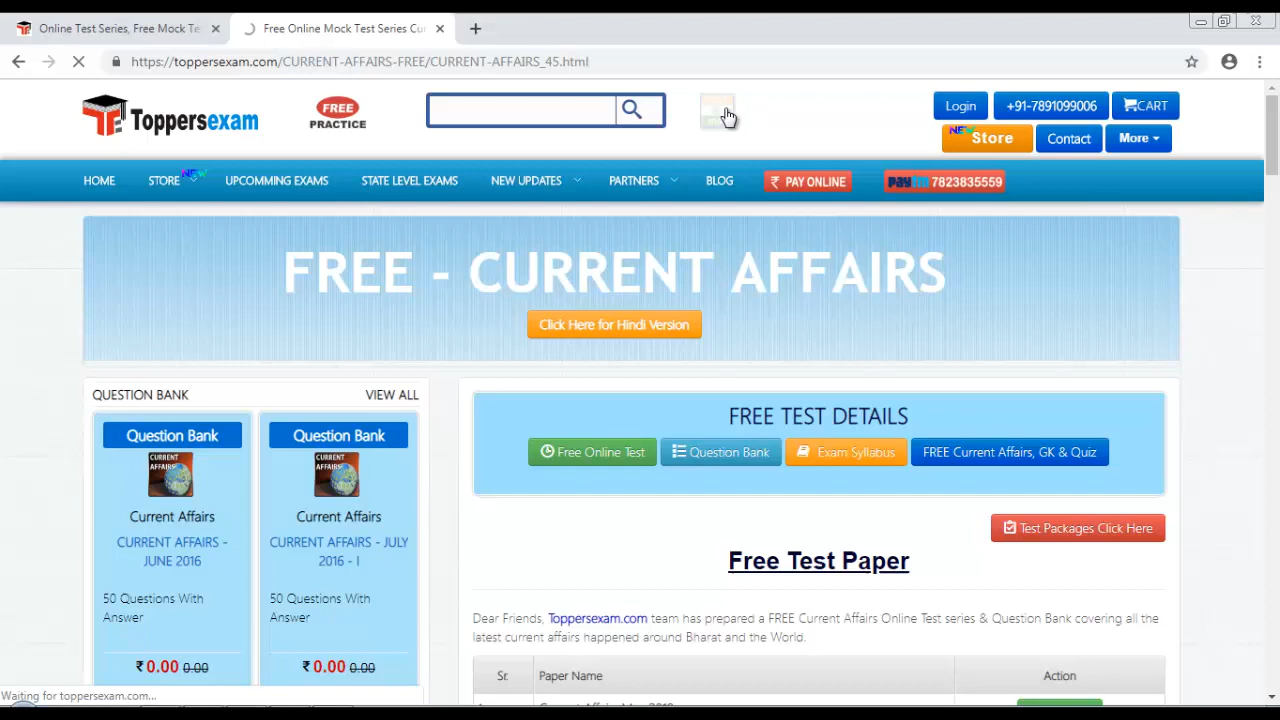 Online Test Series, Free Mock Te
Free Online Mock Test Series Cu
https://toppersexam.com/CURRENT-AFFAIRS-FREE/CURRENT-AFFAIRS_45.html
Toppersexam
FREE
PRACTICE
Login
+91-7891099006
CART
NEW
Store
Contact
More
HOME
STORE NEW
UPCOMMING EXAMS
STATE LEVEL EXAMS
NEW UPDATES
PARTNERS
BLOG
₹ PAY ONLINE
Paytm 7823835559
FREE - CURRENT AFFAIRS
Click Here for Hindi Version
QUESTION BANK
VIEW ALL
Question Bank
CURRENT
AFFAIRS
Current Affairs
CURRENT AFFAIRS -
JUNE 2016
50 Questions With
Answer
₹ 0.00 0.00
Question Bank
CURRENT
AFFAIRS
Current Affairs
CURRENT AFFAIRS - JULY
2016 - I
50 Questions With
Answer
₹ 0.00 0.00
FREE TEST DETAILS
Free Online Test
Question Bank
Exam Syllabus
FREE Current Affairs, GK & Quiz
Test Packages Click Here
Free Test Paper
Dear Friends, Toppersexam.com team has prepared a FREE Current Affairs Online Test series & Question Bank covering all the
latest current affairs happened around Bharat and the World.
Sr. Paper Name Action
Waiting for toppersexam.com...